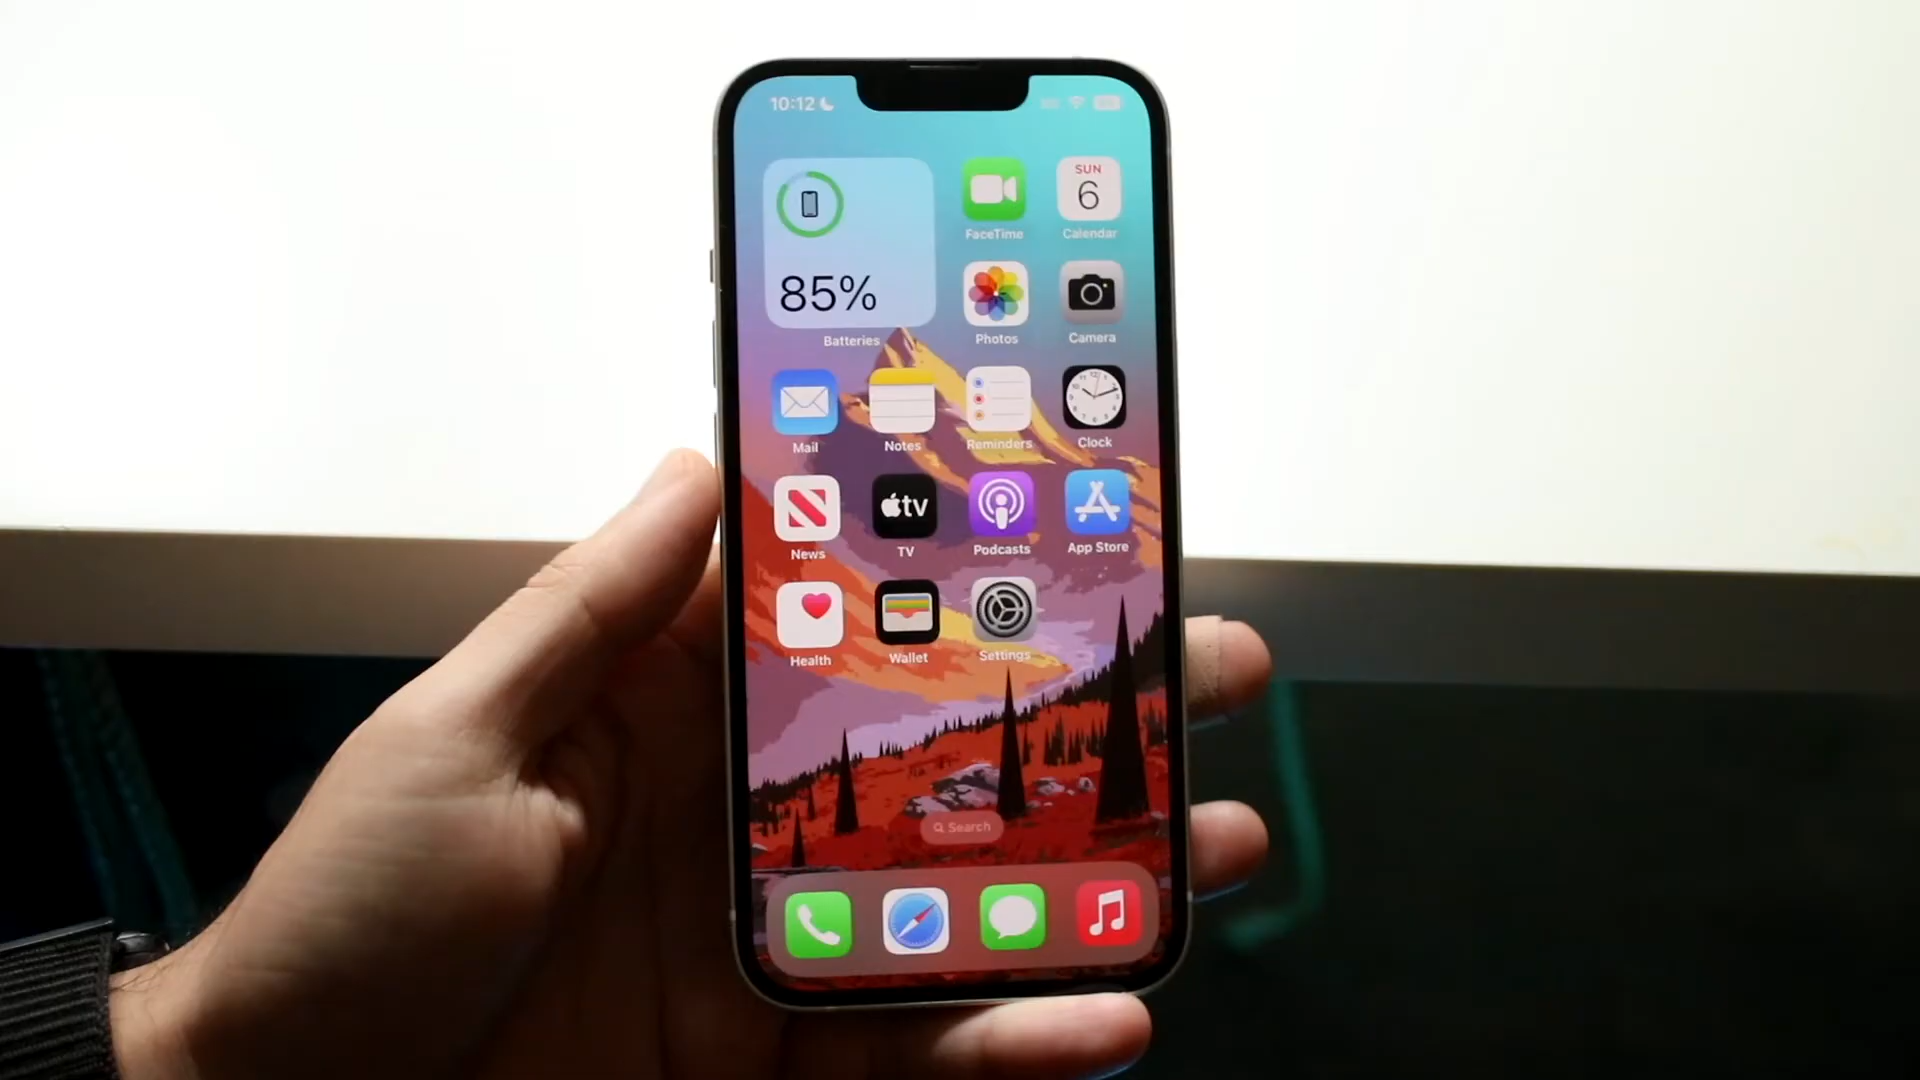 10:12
SUN
6
FaceTime
Calendar
85%
Batteries
Photos
Camera
Mail
Notes
Reminders
Clock
tv
News
TV
Podcasts
App Store
Health
Wallet
Settings
Search